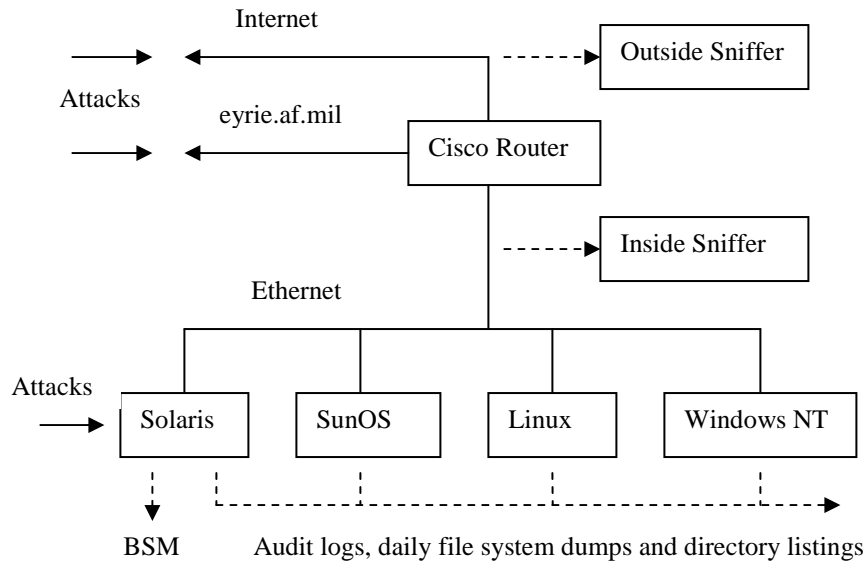 Internet
Outside Sniffer
Attacks
eyrie.af.mil
Cisco Router
Inside Sniffer
Ethernet
Attacks
Solaris
SunOS
Linux
Windows NT
BSM
Audit logs, daily file system dumps and directory listings